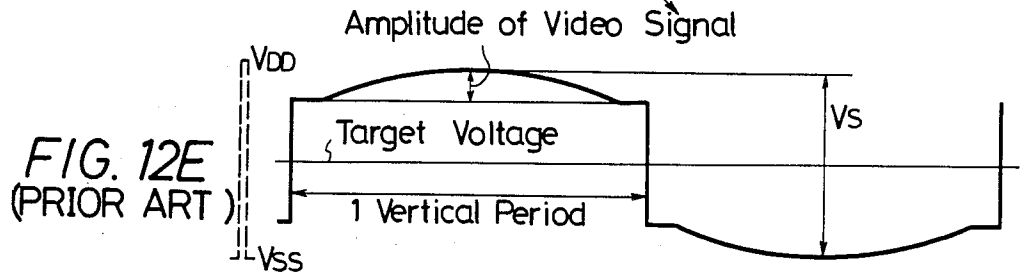 Amplitude of Video Signal
VDD
VS
Target Voltage
FIG. 12E
(PRIOR ART)
1 Vertical Period
VSS